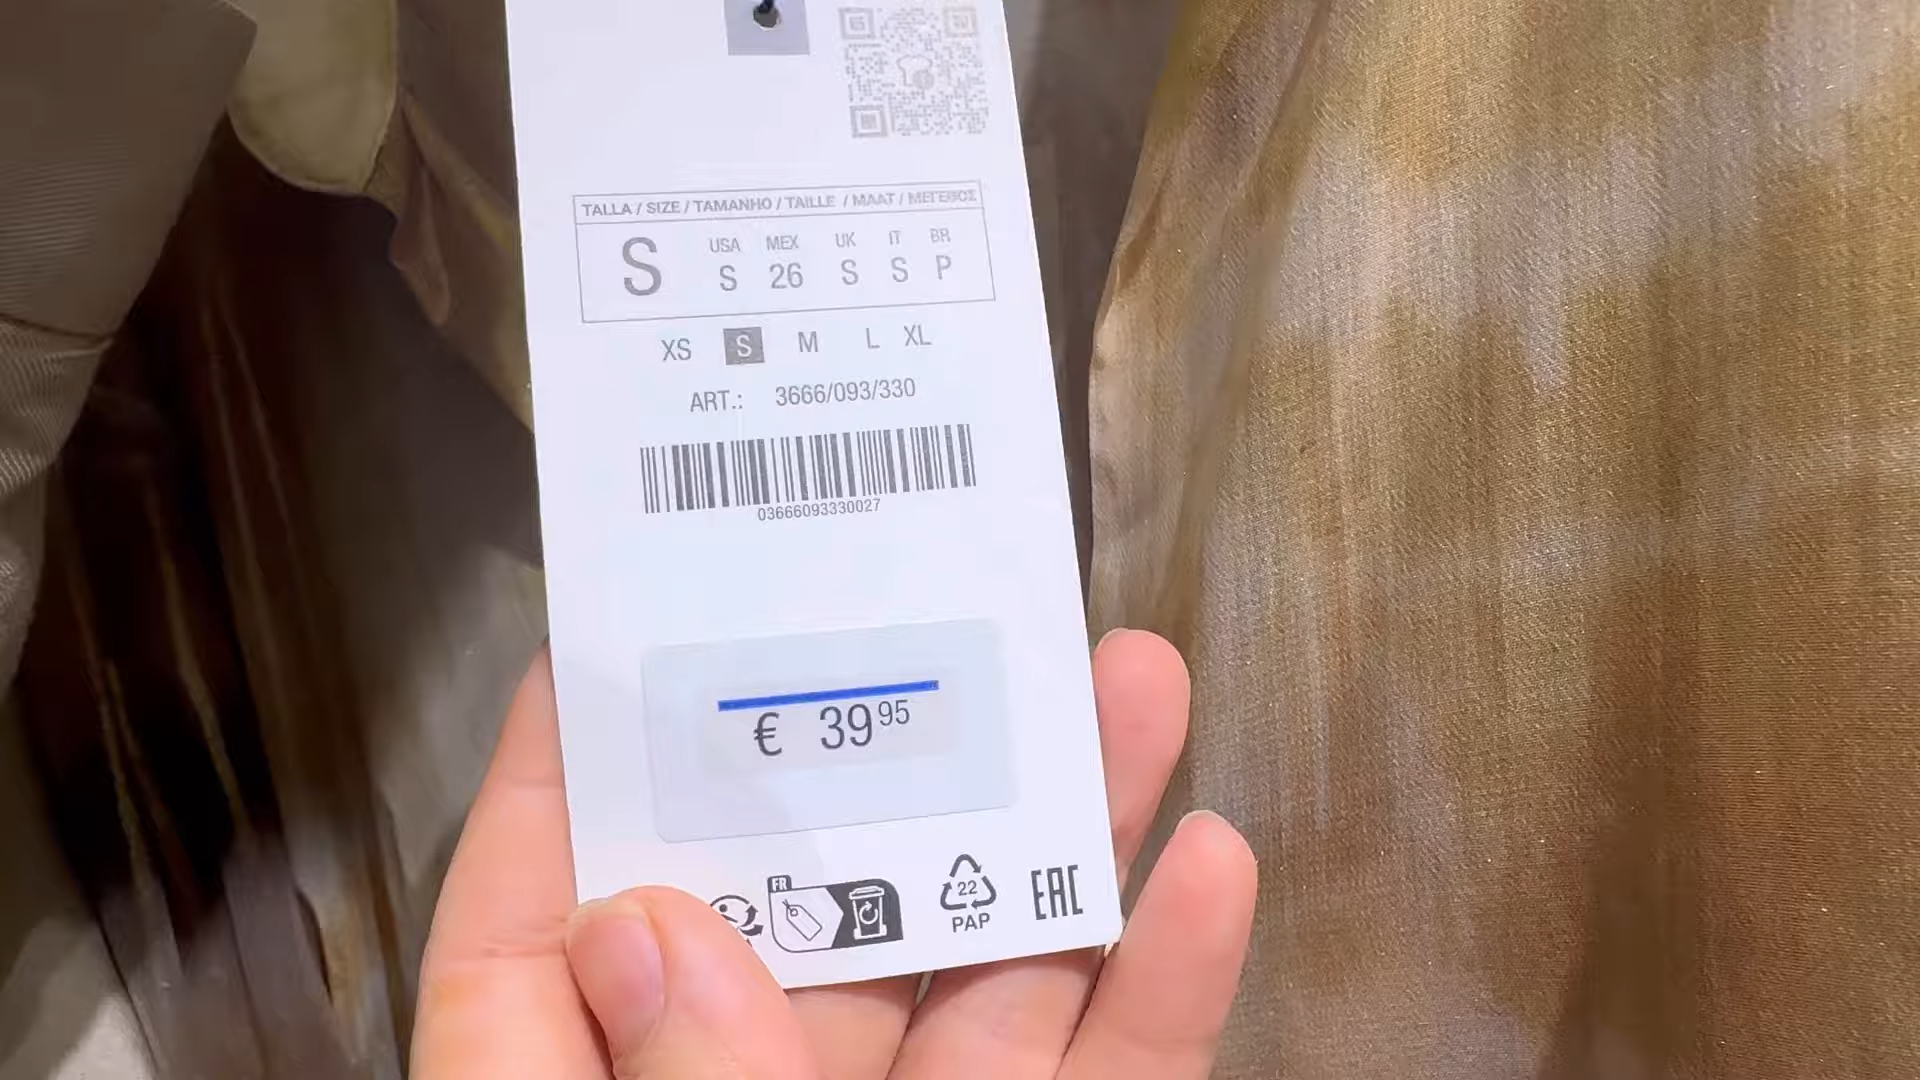 TALLA / SIZE / TAMANHO / TAILLE / MAAT / ΜΕΓΕΘΟΣ
S
USA MEX UK IT BR
S 26 S S P
XS S M L XL
ART.: 3666/093/330
03666093330027
€ 39 95
FR
22
PAP
EAC